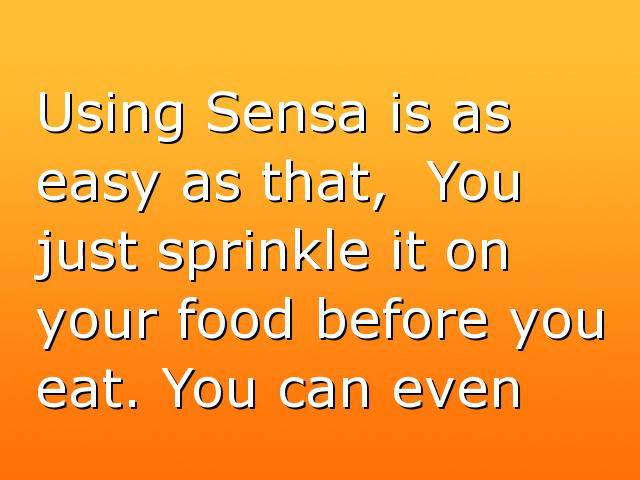 Using Sensa is as
easy as that,  You
just sprinkle it on
your food before you
eat. You can even